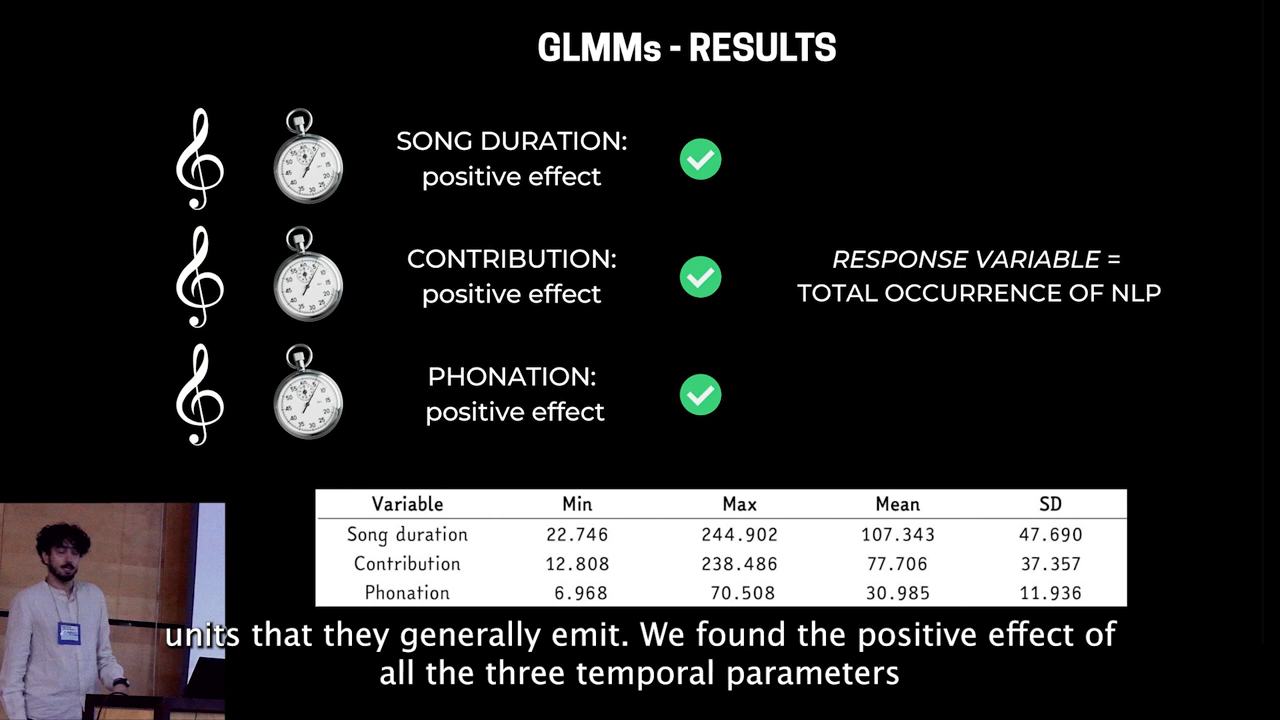 GLMMs - RESULTS
SONG DURATION:
positive effect
CONTRIBUTION:
positive effect
RESPONSE VARIABLE =
TOTAL OCCURRENCE OF NLP
PHONATION:
positive effect
Variable Min Max Mean SD
Song duration 22.746 244.902 107.343 47.690
Contribution 12.808 238.486 77.706 37.357
Phonation 6.968 70.508 30.985 11.936
units that they generally emit. We found the positive effect of
all the three temporal parameters